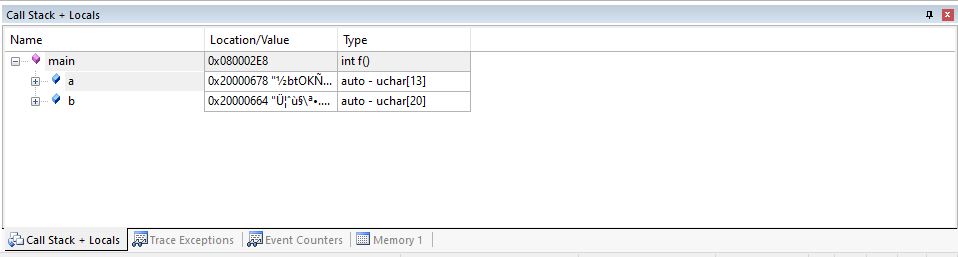 Call Stack + Locals
Name Location/Value Type
main 0x080002E8 int f()
a 0x20000678 "½btOKÑ... auto - uchar[13]
b 0x20000664 "Ü¦ˆù§\ª•.... auto - uchar[20]
Call Stack + Locals Trace Exceptions Event Counters Memory 1